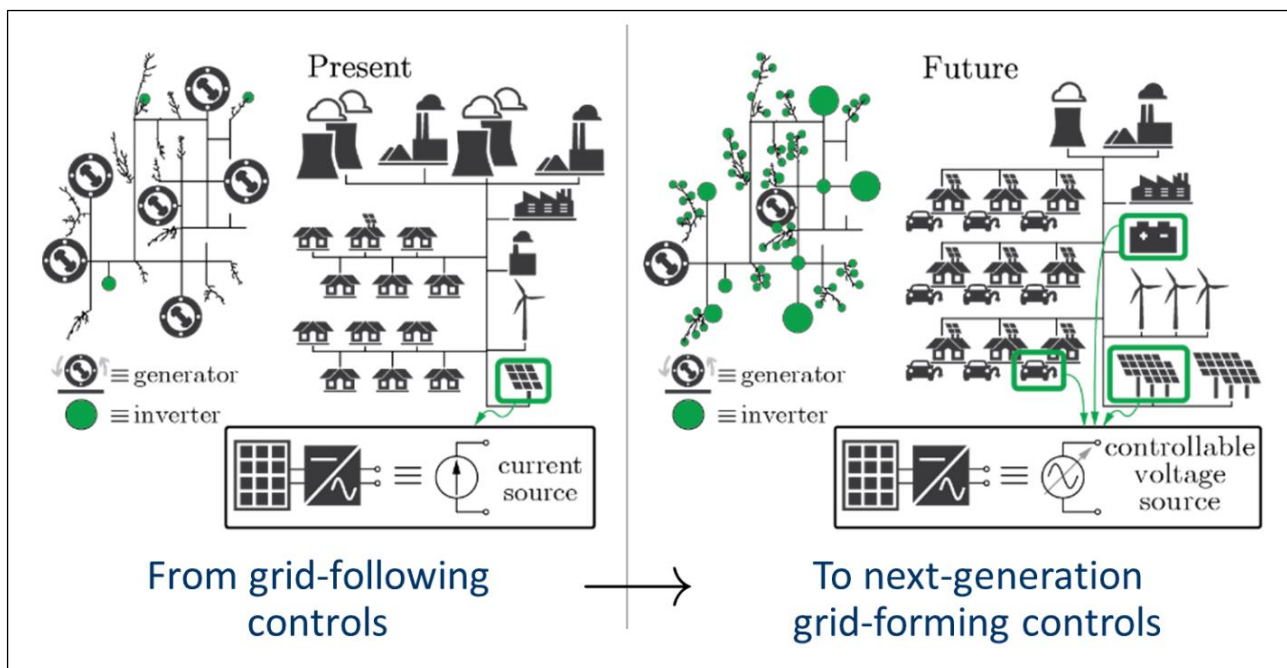 Present
≡ generator
≡ inverter
≡
current
source
From grid-following
controls
Future
≡ generator
≡ inverter
≡
controllable
voltage
source
To next-generation
grid-forming controls